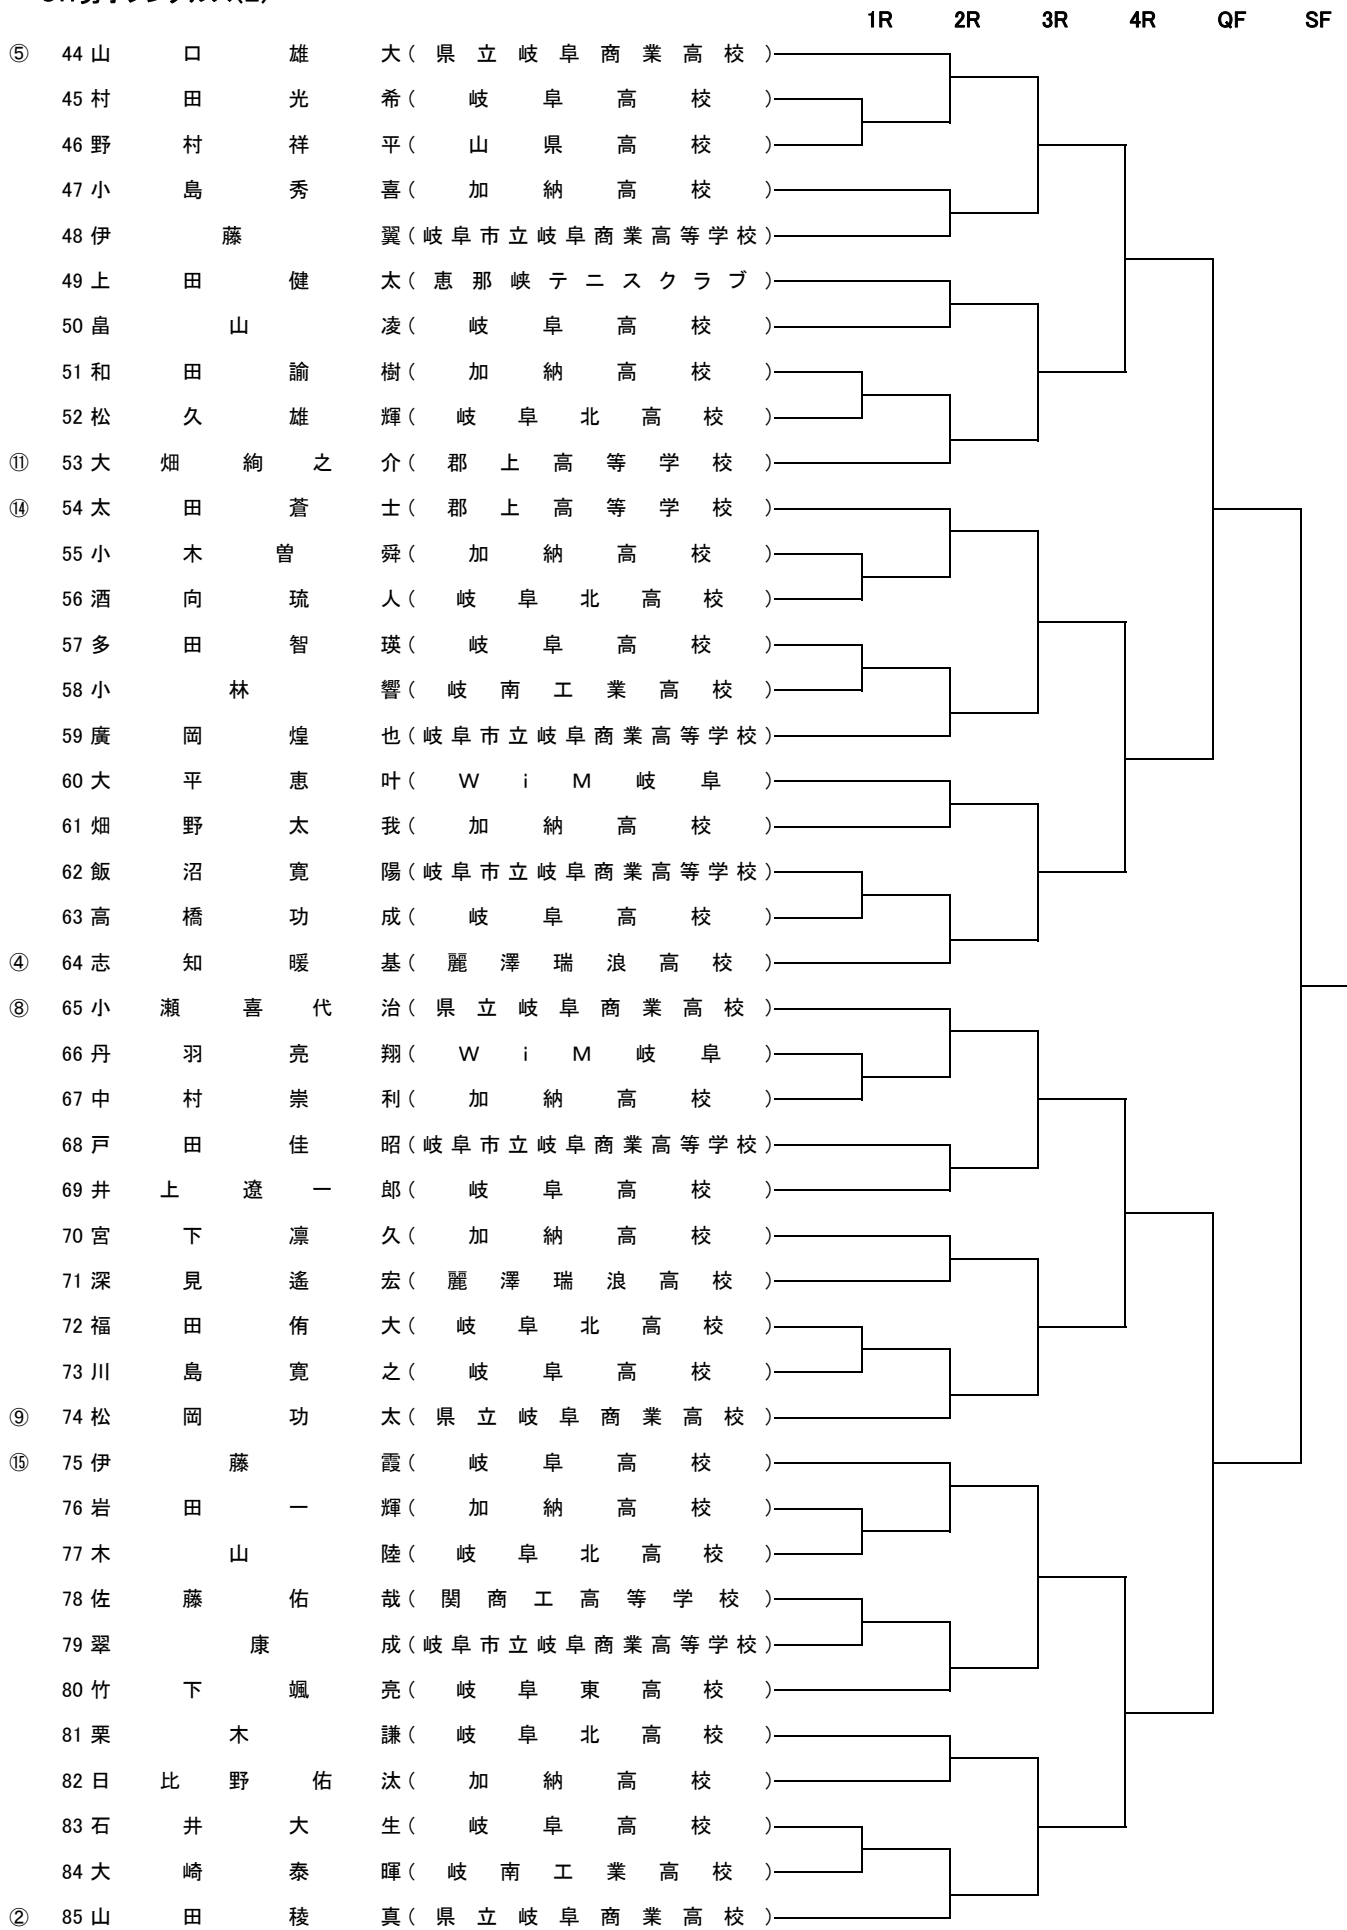 1R 2R 3R 4R QF SF
⑤ 44 山口雄大(県立岐阜商業高校)
45 村田光希(岐阜高校)
46 野村祥平(山県高校)
47 小島秀喜(加納高校)
48 伊藤翼(岐阜市立岐阜商業高等学校)
49 上田健太(恵那峡テニスクラブ)
50 畠山凌(岐阜高校)
51 和田諭樹(加納高校)
52 松久雄輝(岐阜北高校)
⑪ 53 大畑絢之介(郡上高等学校)
⑭ 54 太田蒼士(郡上高等学校)
55 小木曽舜(加納高校)
56 酒向琉人(岐阜北高校)
57 多田智瑛(岐阜高校)
58 小林響(岐南工業高校)
59 廣岡煌也(岐阜市立岐阜商業高等学校)
60 大平恵叶(WiM岐阜)
61 畑野太我(加納高校)
62 飯沼寛陽(岐阜市立岐阜商業高等学校)
63 高橋功成(岐阜高校)
④ 64 志知暖基(麗澤瑞浪高校)
⑧ 65 小瀬喜代治(県立岐阜商業高校)
66 丹羽亮翔(WiM岐阜)
67 中村崇利(加納高校)
68 戸田佳昭(岐阜市立岐阜商業高等学校)
69 井上遼一郎(岐阜高校)
70 宮下凛久(加納高校)
71 深見遙宏(麗澤瑞浪高校)
72 福田侑大(岐阜北高校)
73 川島寛之(岐阜高校)
⑨ 74 松岡功太(県立岐阜商業高校)
⑮ 75 伊藤霞(岐阜高校)
76 岩田一輝(加納高校)
77 木山陸(岐阜北高校)
78 佐藤佑哉(関商工高等学校)
79 翠康成(岐阜市立岐阜商業高等学校)
80 竹下颯亮(岐阜東高校)
81 栗木謙(岐阜北高校)
82 日比野佑汰(加納高校)
83 石井大生(岐阜高校)
84 大崎泰暉(岐南工業高校)
② 85 山田稜真(県立岐阜商業高校)